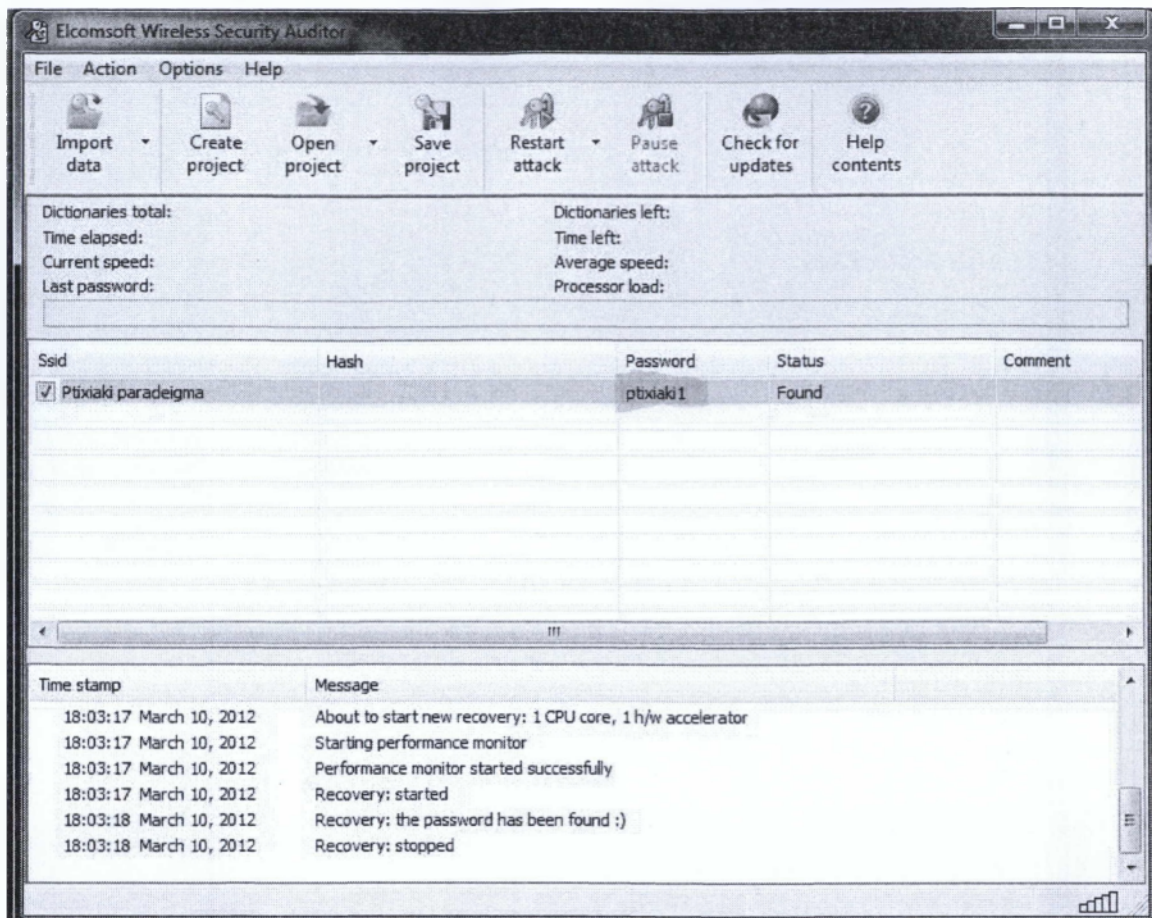 Elcomsoft Wireless Security Auditor
File Action Options Help
Import data
Create project
Open project
Save project
Restart attack
Pause attack
Check for updates
Help contents
Dictionaries total:
Dictionaries left:
Time elapsed:
Time left:
Current speed:
Average speed:
Last password:
Processor load:
Ssid Hash Password Status Comment
Ptixiaki paradeigma ptixiaki1 Found
Time stamp Message
18:03:17 March 10, 2012 About to start new recovery: 1 CPU core, 1 h/w accelerator
18:03:17 March 10, 2012 Starting performance monitor
18:03:17 March 10, 2012 Performance monitor started successfully
18:03:17 March 10, 2012 Recovery: started
18:03:18 March 10, 2012 Recovery: the password has been found :)
18:03:18 March 10, 2012 Recovery: stopped